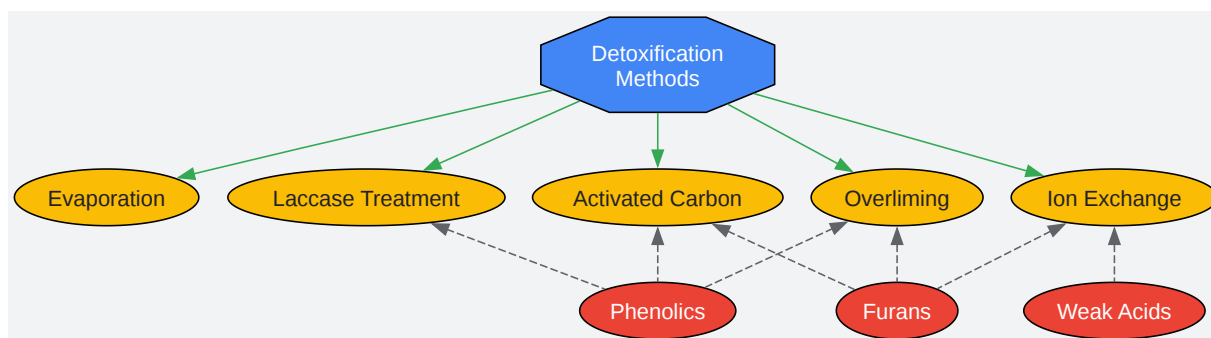 Detoxification
Methods
Evaporation
Laccase Treatment
Activated Carbon
Overliming
Ion Exchange
Phenolics
Furans
Weak Acids